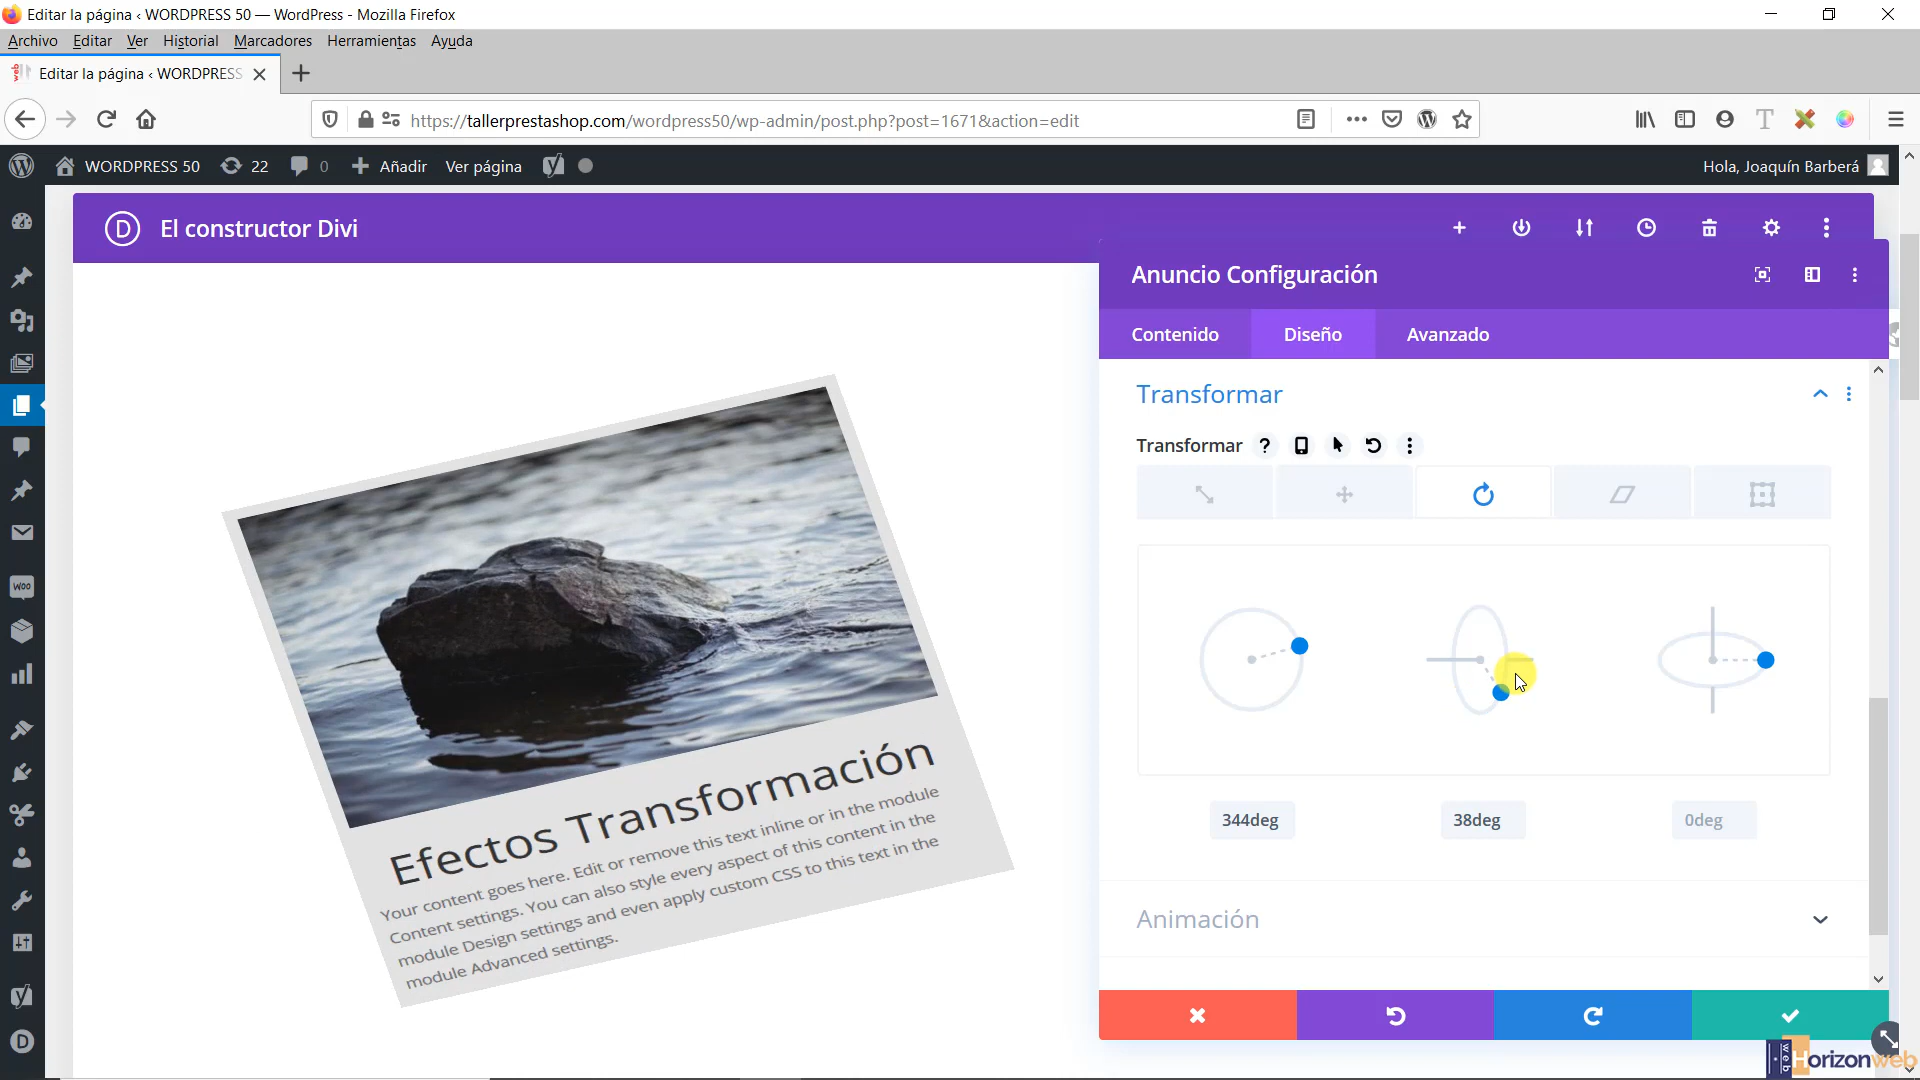 Editar la página ‹ WORDPRESS 50 — WordPress - Mozilla Firefox
Archivo Editar Ver Historial Marcadores Herramientas Ayuda
Editar la página ‹ WORDPRESS
https://tallerprestashop.com/wordpress50/wp-admin/post.php?post=1671&action=edit
WORDPRESS 50 22 0 Añadir Ver página Hola, Joaquín Barberá
El constructor Divi
Anuncio Configuración
Contenido Diseño Avanzado
Transformar
Transformar
344deg 38deg 0deg
Animación
Efectos Transformación
Your content goes here. Edit or remove this text inline or in the module
Content settings. You can also style every aspect of this content in the
module Design settings and even apply custom CSS to this text in the
module Advanced settings.
WOO
web
Horizonweb